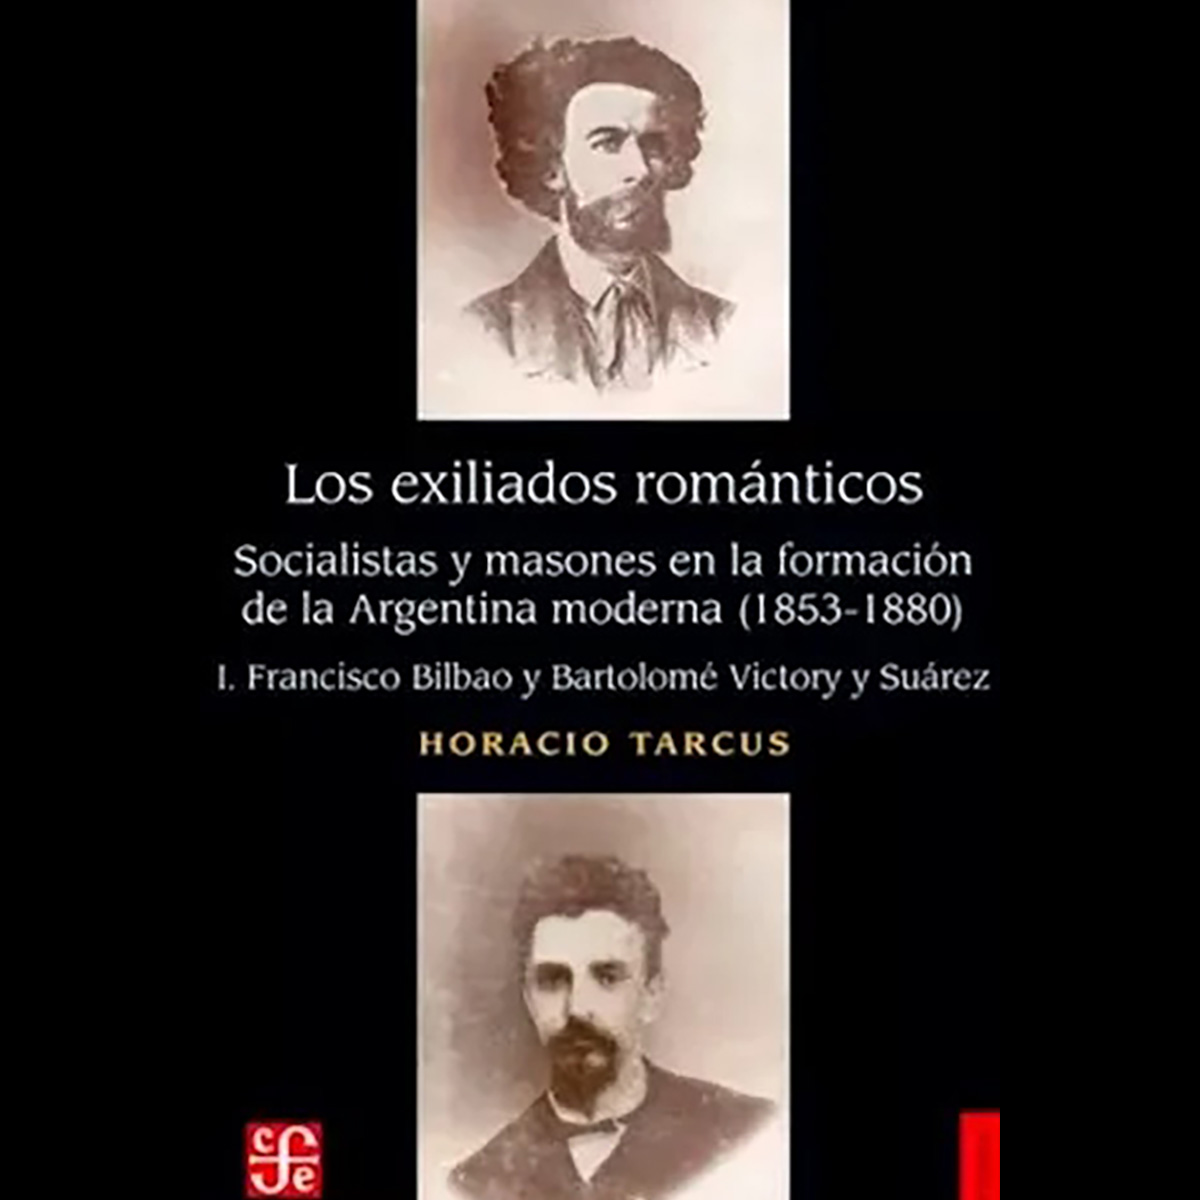 Los exiliados románticos
Socialistas y masones en la formación
de la Argentina moderna (1853-1880)
I. Francisco Bilbao y Bartolomé Victory y Suárez
HORACIO TARCUS
cfe